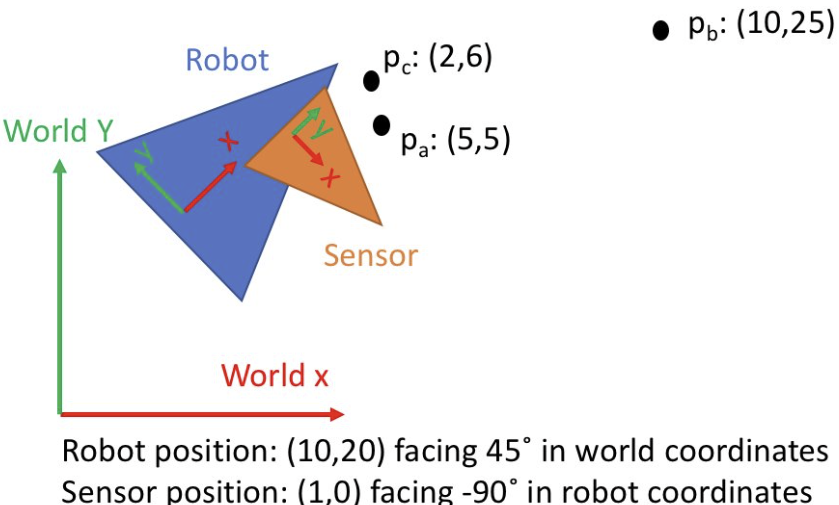 p_b: (10,25)
Robot
p_c: (2,6)
World Y
y
x
y
p_a: (5,5)
x
Sensor
World x
Robot position: (10,20) facing 45˚ in world coordinates
Sensor position: (1,0) facing -90˚ in robot coordinates